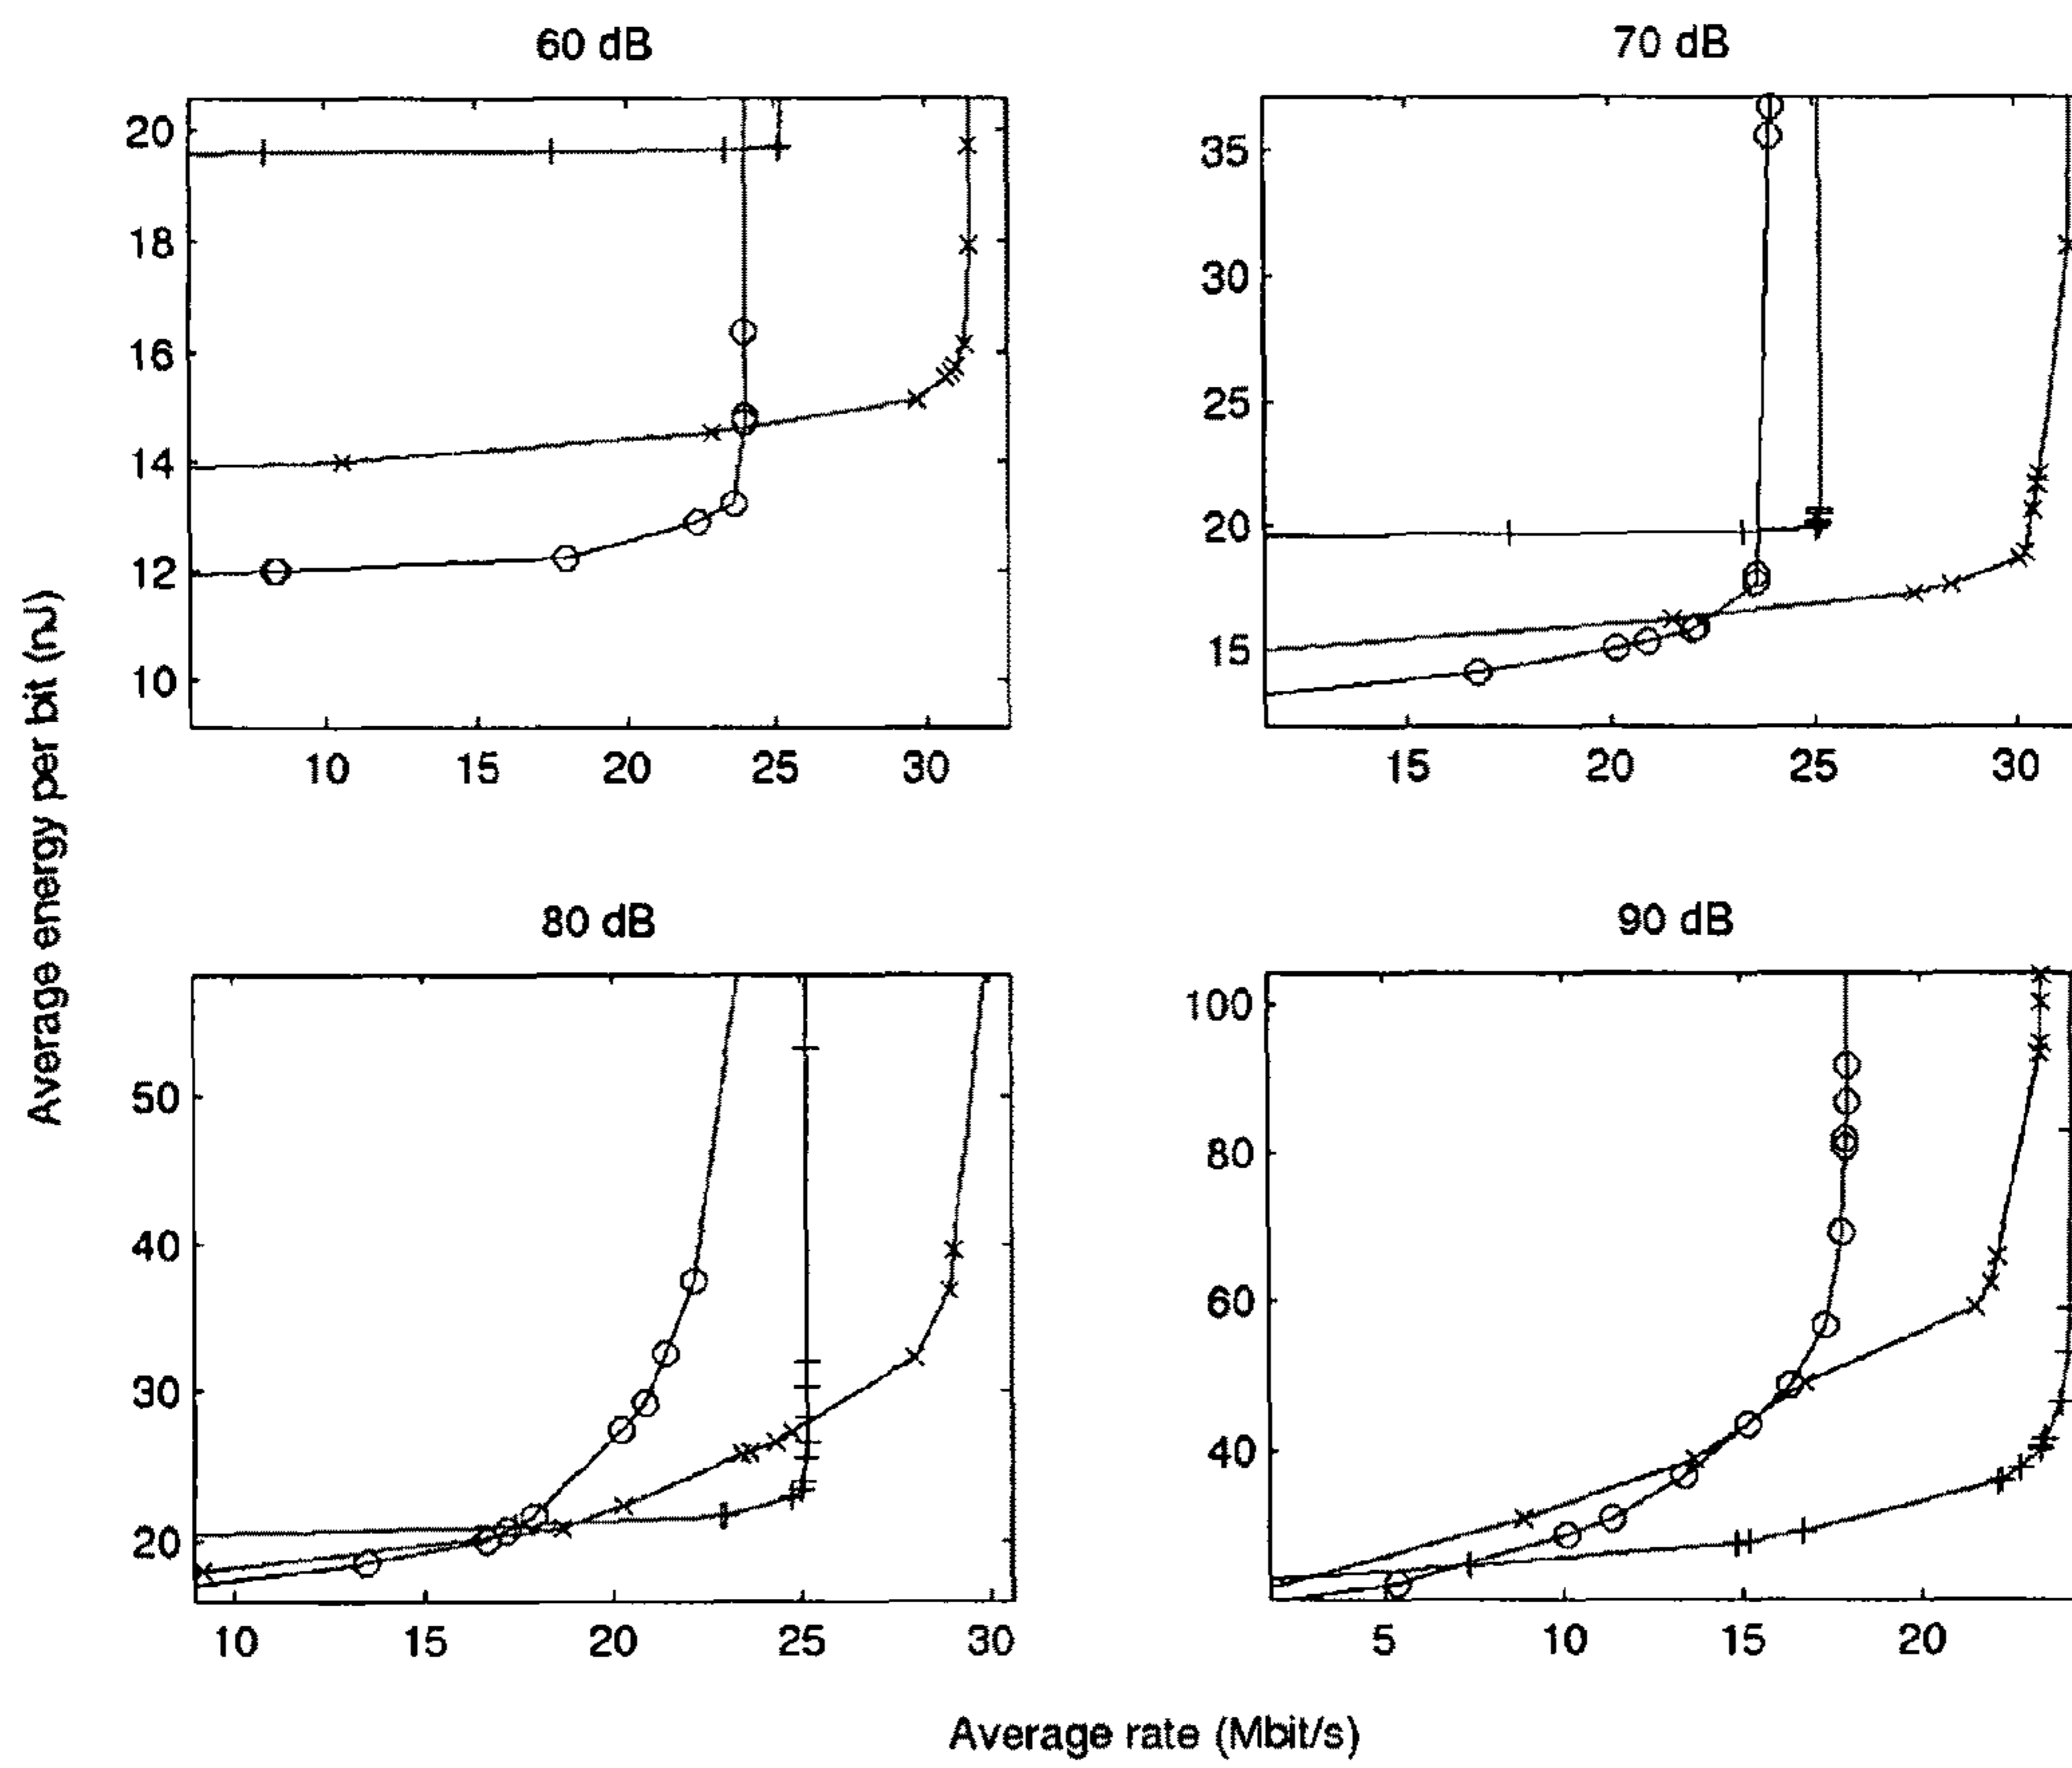 60 dB
20
18
16
14
12
10
10 15 20 25 30
70 dB
35
30
25
20
15
15 20 25 30
Average energy per bit (nJ)
80 dB
50
40
30
20
10 15 20 25 30
90 dB
100
80
60
40
5 10 15 20
Average rate (Mbit/s)